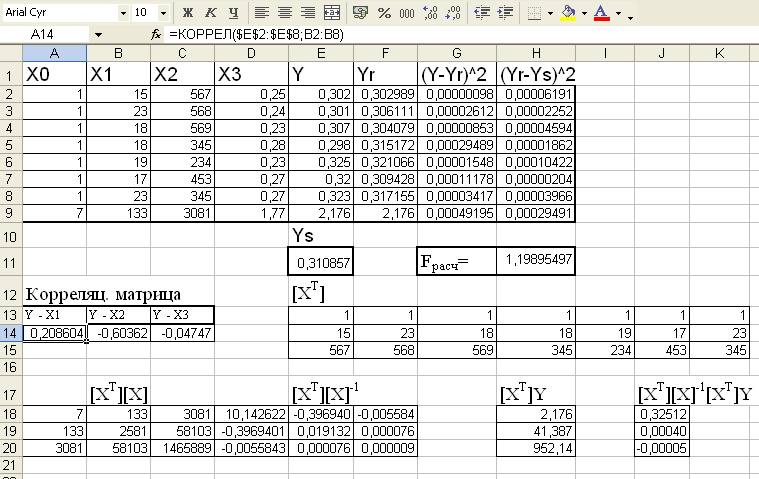 Arial Cyr 10 Ж К Ч % 000
A14 fx =КОРРЕЛ($E$2:$E$8;B2:B8)
A B C D E F G H I J K
1 X0 X1 X2 X3 Y Yr (Y-Yr)^2 (Yr-Ys)^2
2 1 15 567 0,25 0,302 0,302989 0,00000098 0,00006191
3 1 23 568 0,24 0,301 0,306111 0,00002612 0,00002252
4 1 18 569 0,23 0,307 0,304079 0,00000853 0,00004594
5 1 18 345 0,28 0,298 0,315172 0,00029489 0,00001862
6 1 19 234 0,23 0,325 0,321066 0,00001548 0,00010422
7 1 17 453 0,27 0,32 0,309428 0,00011178 0,00000204
8 1 23 345 0,27 0,323 0,317155 0,00003417 0,00003966
9 7 133 3081 1,77 2,176 2,176 0,00049195 0,00029491
10 Ys
11 0,310857 Fрасч= 1,19895497
12 Корреляц. матрица [XT]
13 Y - X1 Y - X2 Y - X3 1 1 1 1 1 1 1
14 0,208604 -0,60362 -0,04747 15 23 18 18 19 17 23
15 567 568 569 345 234 453 345
16
17 [XT][X] [XT][X]-1 [XT]Y [XT][X]-1[XT]Y
18 7 133 3081 10,142622 -0,396940 -0,005584 2,176 0,32512
19 133 2581 58103 -0,3969401 0,019132 0,000076 41,387 0,00040
20 3081 58103 1465889 -0,0055843 0,000076 0,000009 952,14 -0,00005
21